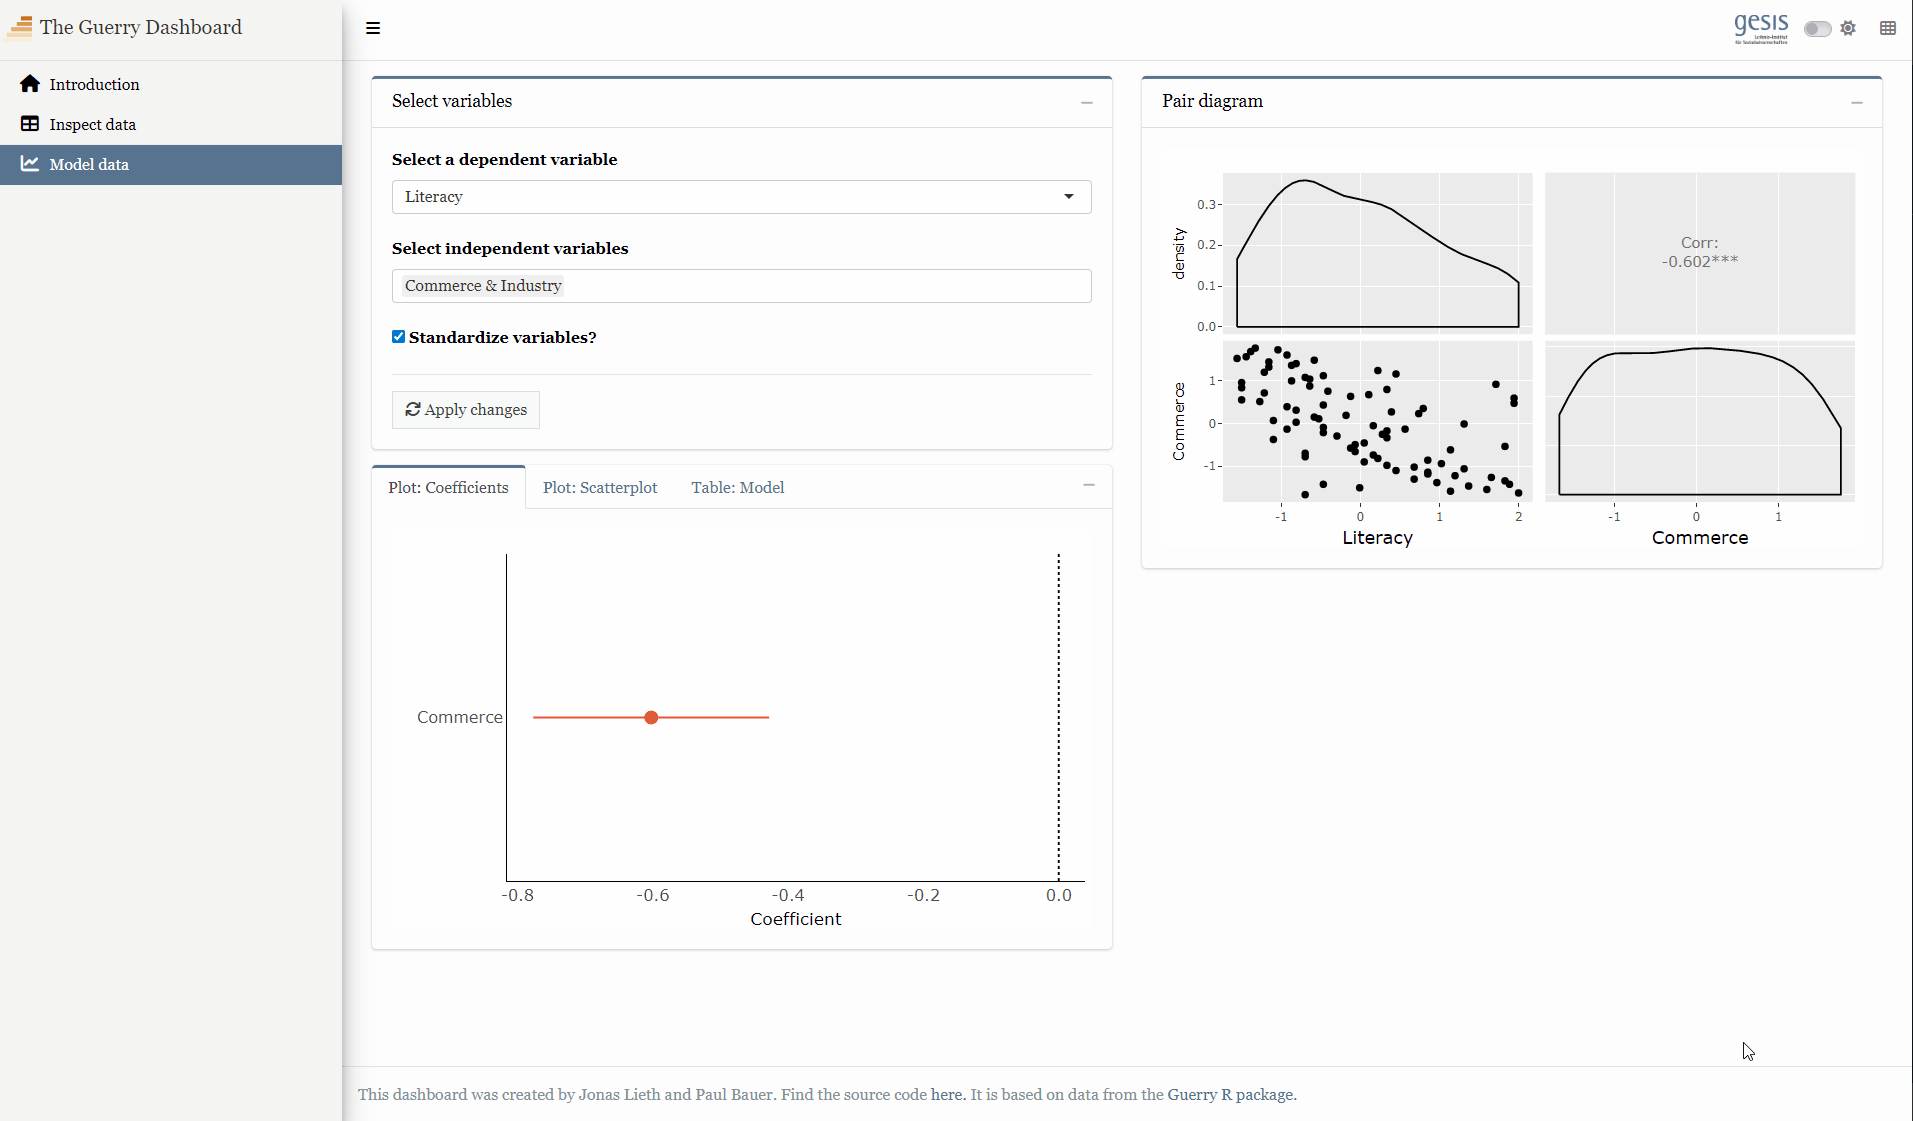 The Guerry Dashboard
gesis
Leibniz-Institut
für Sozialwissenschaften
Introduction
Inspect data
Model data
Select variables
Select a dependent variable
Literacy
Select independent variables
Commerce & Industry
Standardize variables?
Apply changes
Plot: Coefficients
Plot: Scatterplot
Table: Model
Commerce
-0.8
-0.6
-0.4
-0.2
0.0
Coefficient
Pair diagram
density
0.3
0.2
0.1
0.0
Corr:
-0.602***
Commerce
1
0
-1
-1
0
1
2
Literacy
-1
0
1
Commerce
This dashboard was created by Jonas Lieth and Paul Bauer. Find the source code here. It is based on data from the Guerry R package.